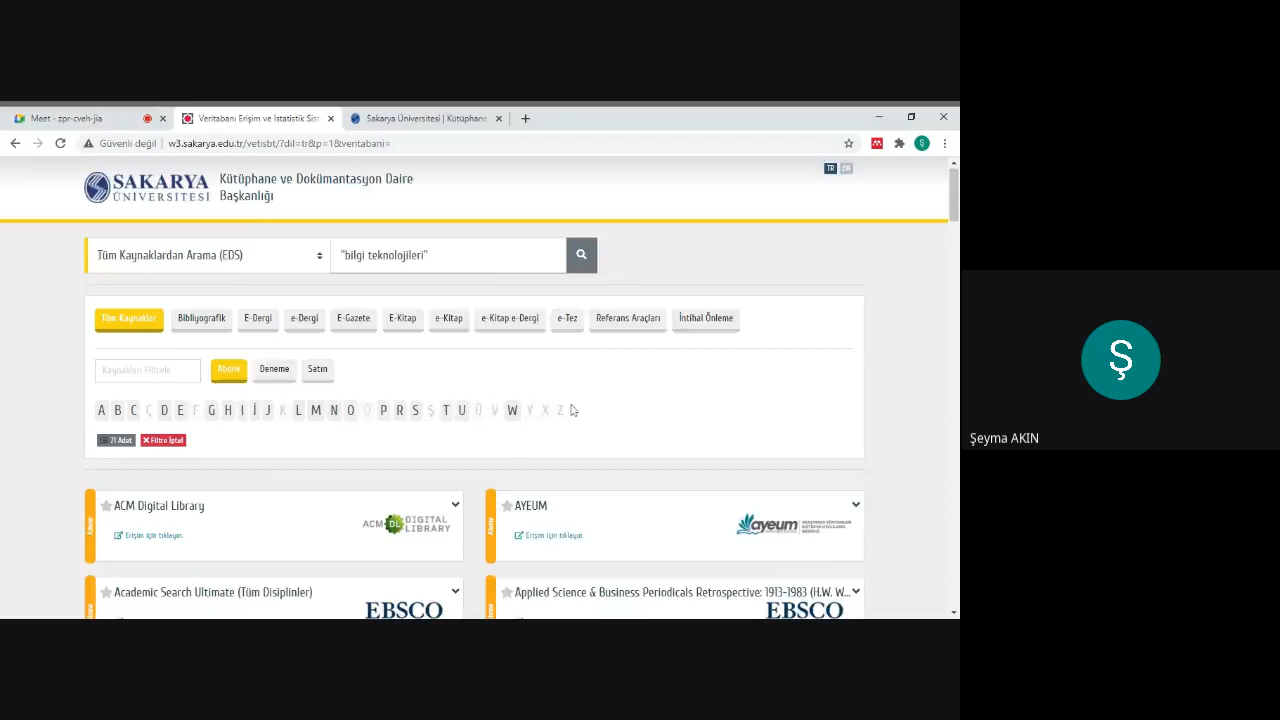 Meet - zpr-cveh-jia
Veritabanı Erişim ve İstatistik Sist
Sakarya Üniversitesi | Kütüphane
Güvenli değil
w3.sakarya.edu.tr/vetisbt/?dil=tr&p=1&veritabani=
Ş
TR
EN
SAKARYA
ÜNİVERSİTESİ
Kütüphane ve Dokümantasyon Daire
Başkanlığı
Tüm Kaynaklardan Arama (EDS)
"bilgi teknolojileri"
Tüm Kaynaklar
Bibliyografik
E-Dergi
e-Dergi
E-Gazete
E-Kitap
e-Kitap
e-Kitap e-Dergi
e-Tez
Referans Araçları
İntihal Önleme
Kaynakları Filtrele
Abone
Deneme
Satın
A B C Ç D E F G H I İ J K L M N O Ö P R S Ş T U Ü V W Y X Z
71 Adet
Filtre İptal
Abone
ACM Digital Library
Erişim için tıklayın.
ACM DL DIGITAL
LIBRARY
Abone
AYEUM
Erişim için tıklayın.
ayeum
Abone
Academic Search Ultimate (Tüm Disiplinler)
EBSCO
Abone
Applied Science & Business Periodicals Retrospective: 1913-1983 (H.W. W...
EBSCO
Ş
Şeyma AKIN